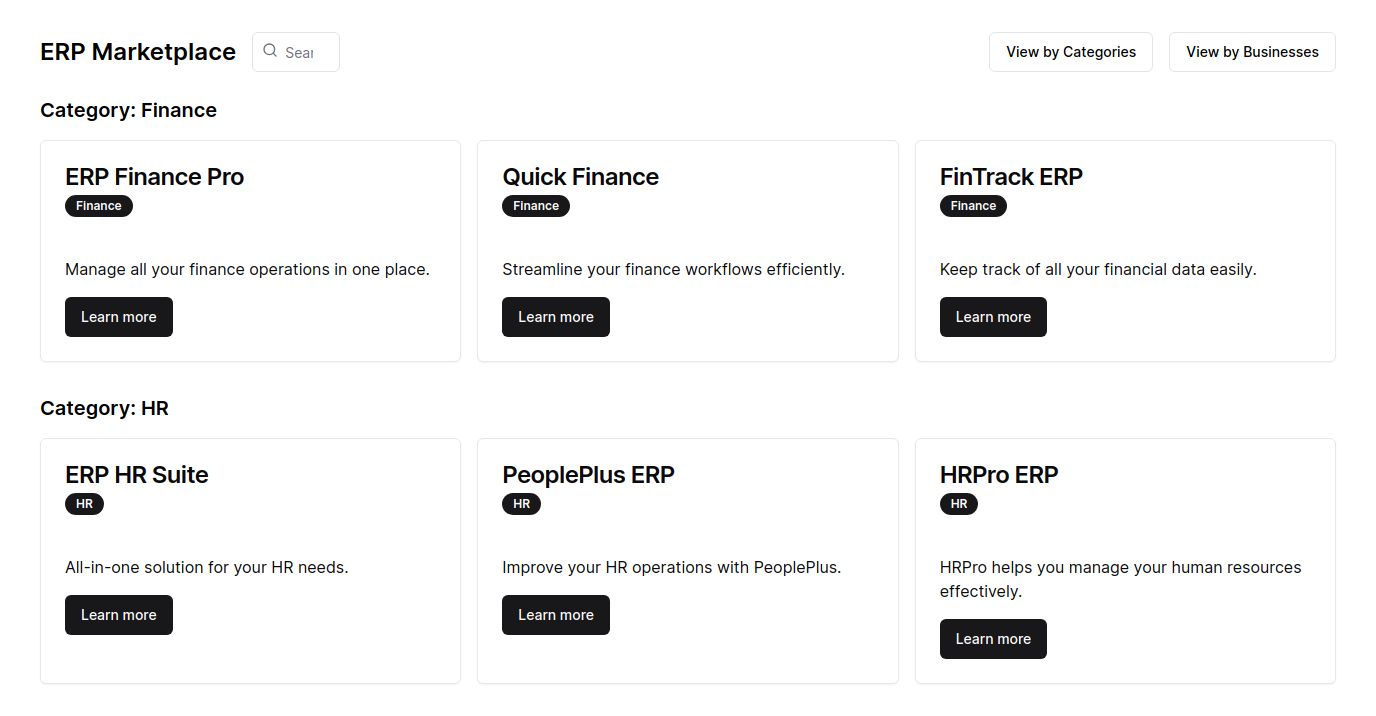 ERP Marketplace
Sear
View by Categories
View by Businesses
Category: Finance
ERP Finance Pro
Finance
Manage all your finance operations in one place.
Learn more
Quick Finance
Finance
Streamline your finance workflows efficiently.
Learn more
FinTrack ERP
Finance
Keep track of all your financial data easily.
Learn more
Category: HR
ERP HR Suite
HR
All-in-one solution for your HR needs.
Learn more
PeoplePlus ERP
HR
Improve your HR operations with PeoplePlus.
Learn more
HRPro ERP
HR
HRPro helps you manage your human resources
effectively.
Learn more